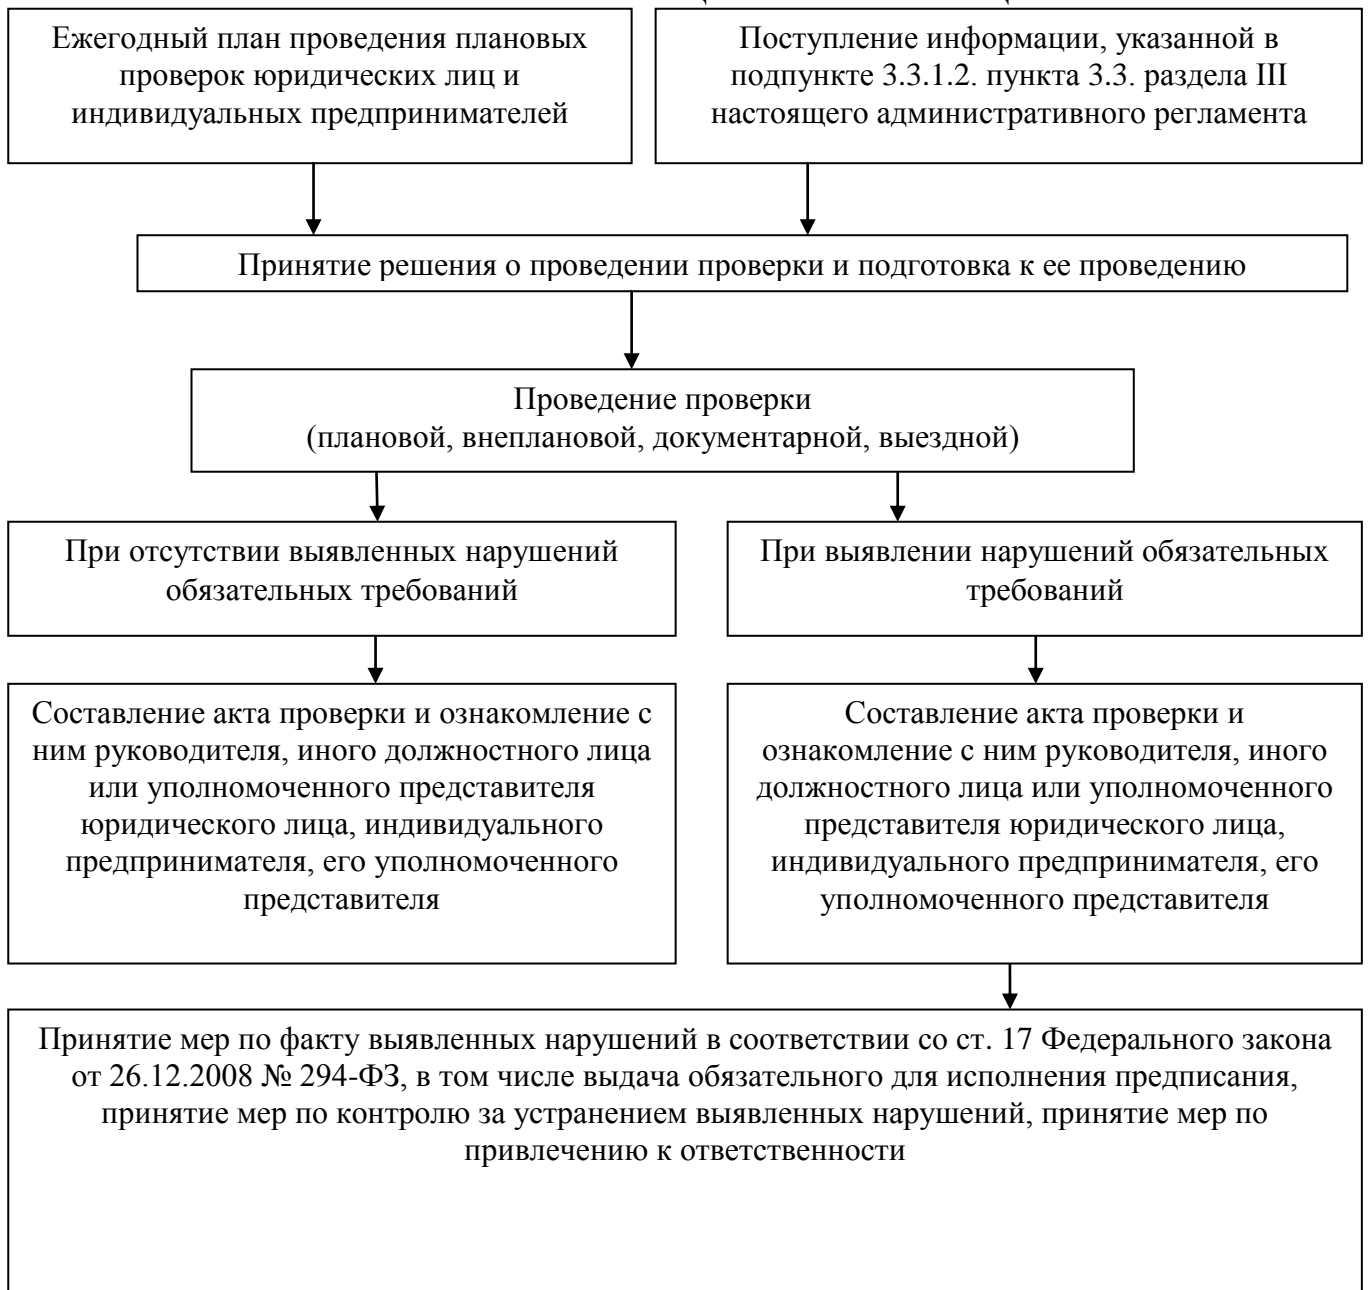 Ежегодный план проведения плановых
проверок юридических лиц и
индивидуальных предпринимателей
Поступление информации, указанной в
подпункте 3.3.1.2. пункта 3.3. раздела III
настоящего административного регламента
Принятие решения о проведении проверки и подготовка к ее проведению
Проведение проверки
(плановой, внеплановой, документарной, выездной)
При отсутствии выявленных нарушений
обязательных требований
При выявлении нарушений обязательных
требований
Составление акта проверки и ознакомление с
ним руководителя, иного должностного лица
или уполномоченного представителя
юридического лица, индивидуального
предпринимателя, его уполномоченного
представителя
Составление акта проверки и
ознакомление с ним руководителя, иного
должностного лица или уполномоченного
представителя юридического лица,
индивидуального предпринимателя, его
уполномоченного представителя
Принятие мер по факту выявленных нарушений в соответствии со ст. 17 Федерального закона
от 26.12.2008 № 294-ФЗ, в том числе выдача обязательного для исполнения предписания,
принятие мер по контролю за устранением выявленных нарушений, принятие мер по
привлечению к ответственности